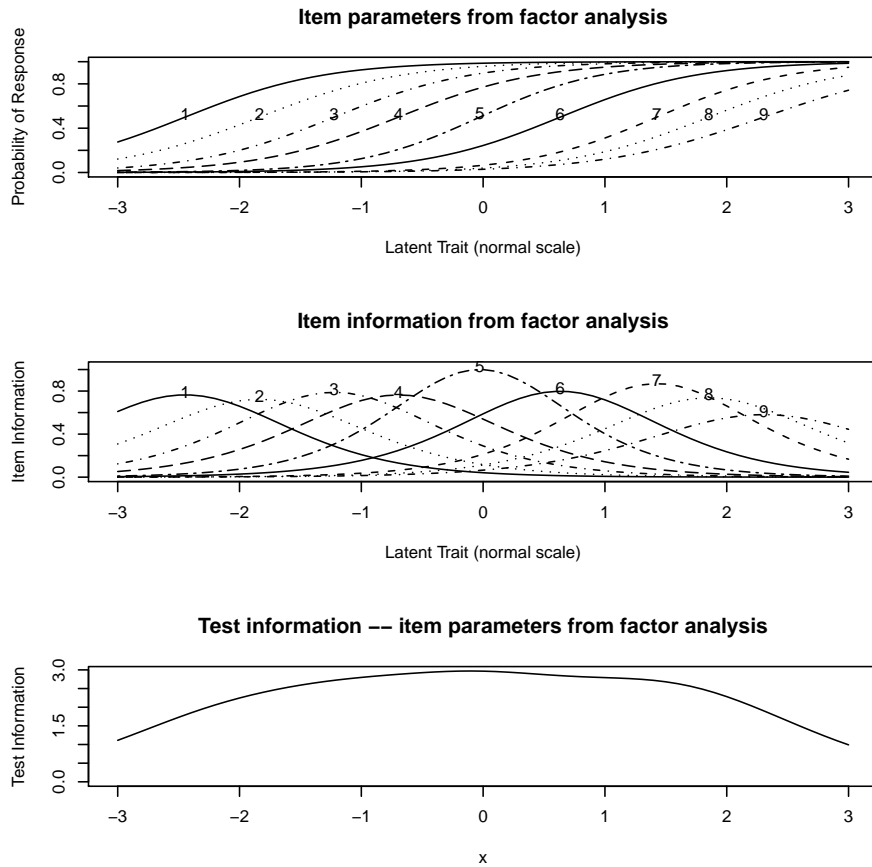 Item parameters from factor analysis
Probability of Response
0.0 0.4 0.8
1 2 3 4 5 6 7 8 9
−3 −2 −1 0 1 2 3
Latent Trait (normal scale)
Item information from factor analysis
Item Information
0.0 0.4 0.8
1 2 3 4 5 6 7 8 9
−3 −2 −1 0 1 2 3
Latent Trait (normal scale)
Test information −− item parameters from factor analysis
Test Information
0.0 1.5 3.0
−3 −2 −1 0 1 2 3
x